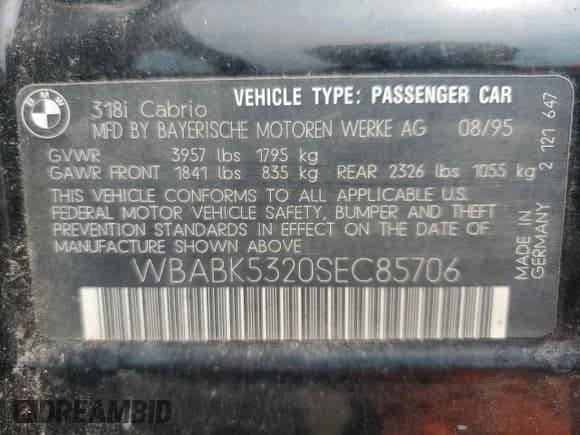 BMW
318i Cabrio VEHICLE TYPE: PASSENGER CAR
MFD BY BAYERISCHE MOTOREN WERKE AG 08/95
GVWR 3957 lbs 1795 kg
GAWR FRONT 1841 lbs 835 kg REAR 2326 lbs 1055 kg
THIS VEHICLE CONFORMS TO ALL APPLICABLE U.S.
FEDERAL MOTOR VEHICLE SAFETY, BUMPER AND THEFT
PREVENTION STANDARDS IN EFFECT ON THE DATE OF
MANUFACTURE SHOWN ABOVE
WBABK5320SEC85706
MADE IN
GERMANY
2 121 647
DREAMBID